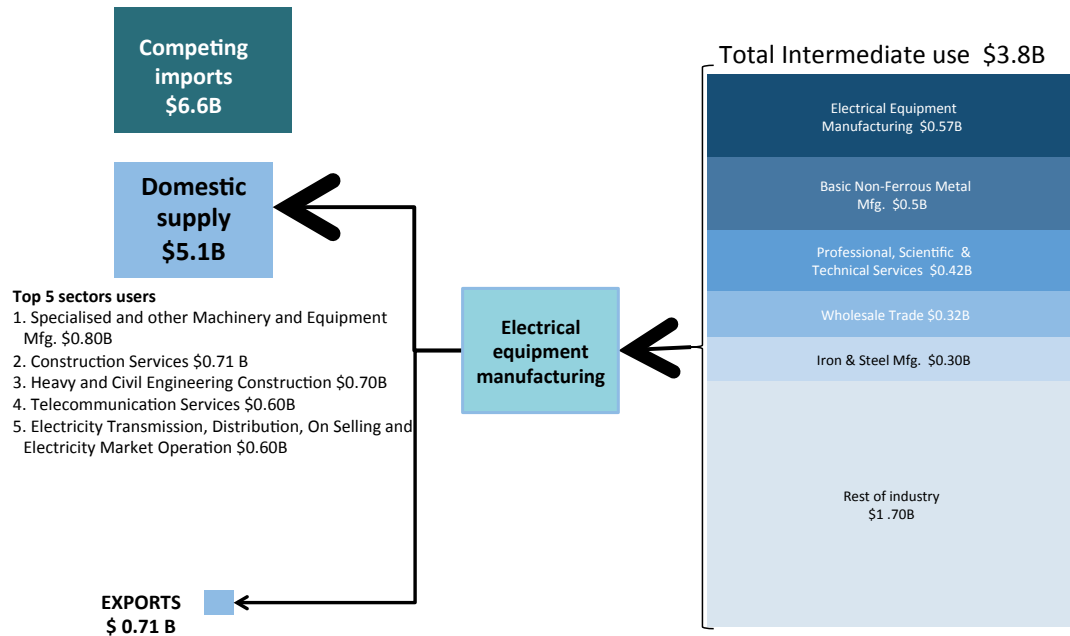 Competing
imports
$6.6B
Domestic
supply
$5.1B
Top 5 sectors users
1. Specialised and other Machinery and Equipment
Mfg. $0.80B
2. Construction Services $0.71 B
3. Heavy and Civil Engineering Construction $0.70B
4. Telecommunication Services $0.60B
5. Electricity Transmission, Distribution, On Selling and
Electricity Market Operation $0.60B
EXPORTS
$ 0.71 B
Electrical
equipment
manufacturing
Total Intermediate use $3.8B
Electrical Equipment
Manufacturing $0.57B
Basic Non-Ferrous Metal
Mfg. $0.5B
Professional, Scientific &
Technical Services $0.42B
Wholesale Trade $0.32B
Iron & Steel Mfg. $0.30B
Rest of industry
$1 .70B